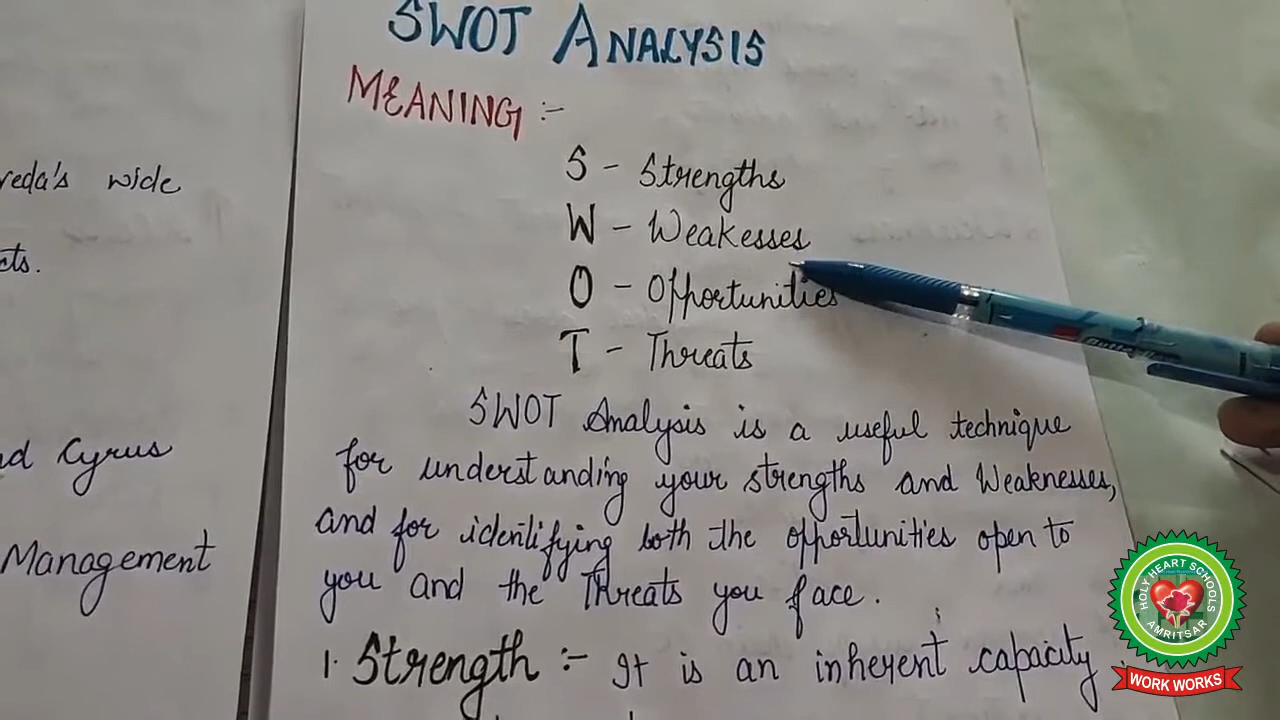 SWOT ANALYSIS
MEANING :-
S - Strengths
W - Weakesses
O - Opportunities
T - Threats
SWOT Analysis is a useful technique
for understanding your strengths and Weaknesses,
and for identifying both the opportunities open to
you and the Threats you face.
1. Strength :- It is an inherent capacity
reda's wide
cts.
nd Cyrus
Management
HOLY HEART SCHOOLS
AMRITSAR
WORK WORKS